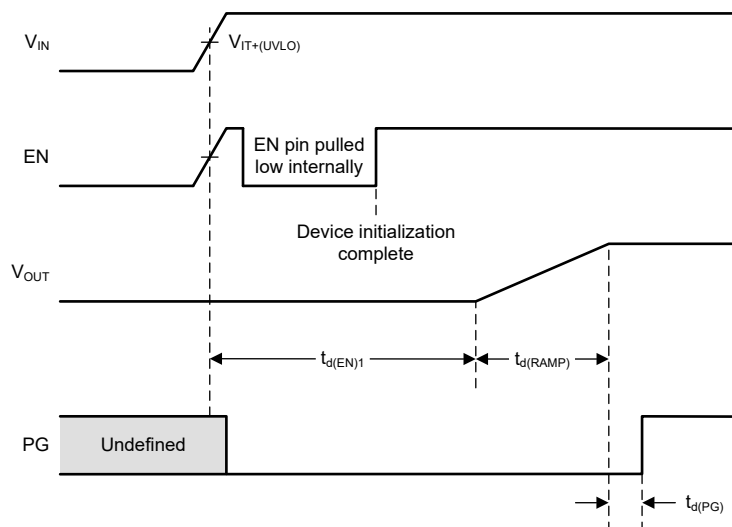 VIN
VIT+(UVLO)
EN
EN pin pulled
low internally
Device initialization
complete
VOUT
td(EN)1
td(RAMP)
PG
Undefined
td(PG)